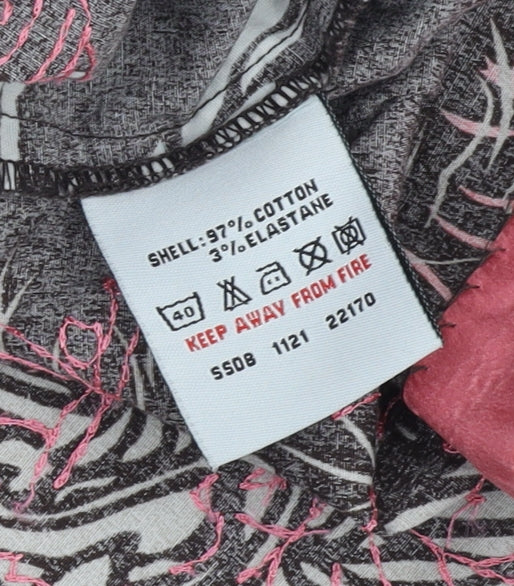 SHELL: 97% COTTON
3% ELASTANE
40
KEEP AWAY FROM FIRE
SS08 1121 22170